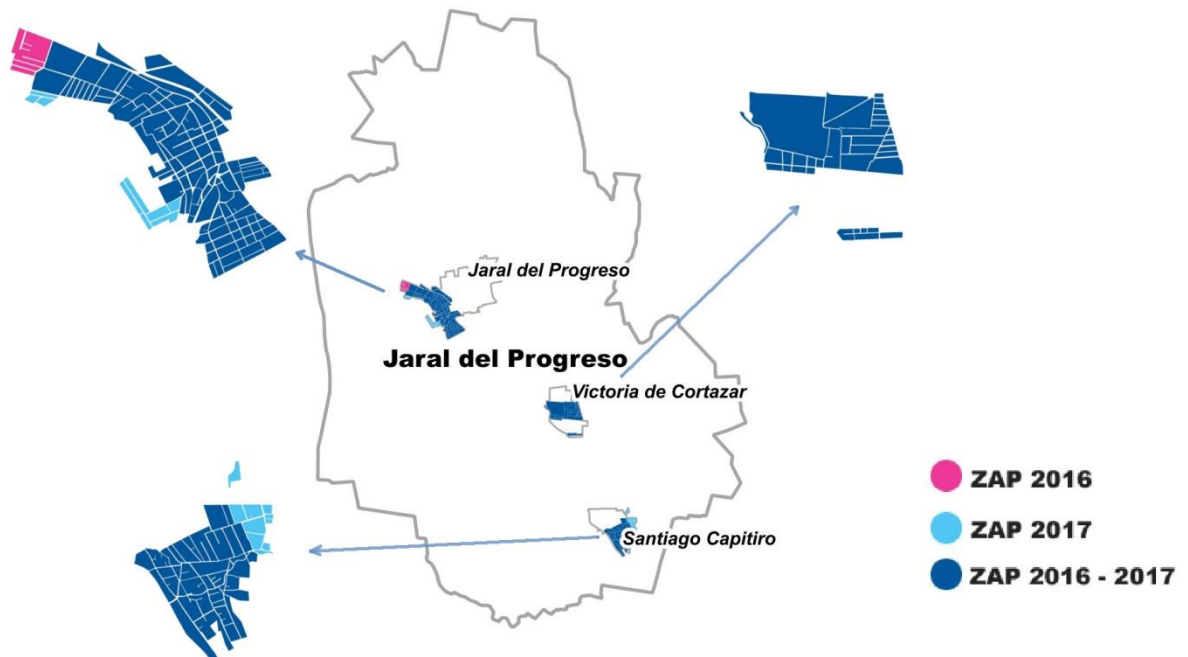 Jaral del Progreso
Jaral del Progreso
Victoria de Cortazar
Santiago Capitiro
ZAP 2016
ZAP 2017
ZAP 2016 - 2017